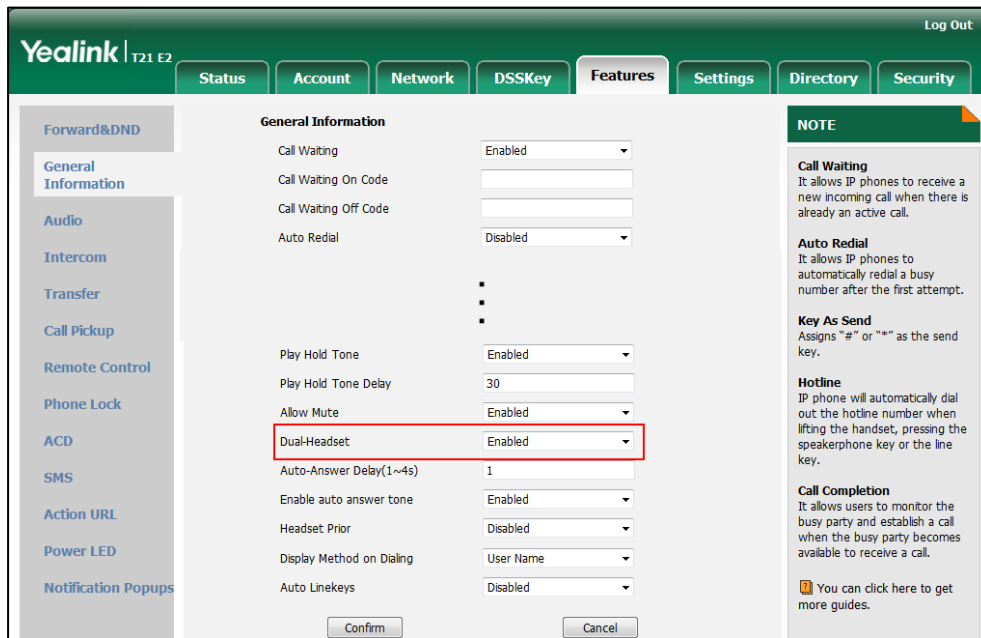 Log Out
Yealink T21 E2
Status Account Network DSSKey Features Settings Directory Security
Forward&DND
General
Information
Audio
Intercom
Transfer
Call Pickup
Remote Control
Phone Lock
ACD
SMS
Action URL
Power LED
Notification Popups
General Information
Call Waiting Enabled
Call Waiting On Code
Call Waiting Off Code
Auto Redial Disabled
Play Hold Tone Enabled
Play Hold Tone Delay 30
Allow Mute Enabled
Dual-Headset Enabled
Auto-Answer Delay(1~4s) 1
Enable auto answer tone Enabled
Headset Prior Disabled
Display Method on Dialing User Name
Auto Linekeys Disabled
Confirm Cancel
NOTE
Call Waiting
It allows IP phones to receive a
new incoming call when there is
already an active call.
Auto Redial
It allows IP phones to
automatically redial a busy
number after the first attempt.
Key As Send
Assigns "#" or "*" as the send
key.
Hotline
IP phone will automatically dial
out the hotline number when
lifting the handset, pressing the
speakerphone key or the line
key.
Call Completion
It allows users to monitor the
busy party and establish a call
when the busy party becomes
available to receive a call.
You can click here to get
more guides.